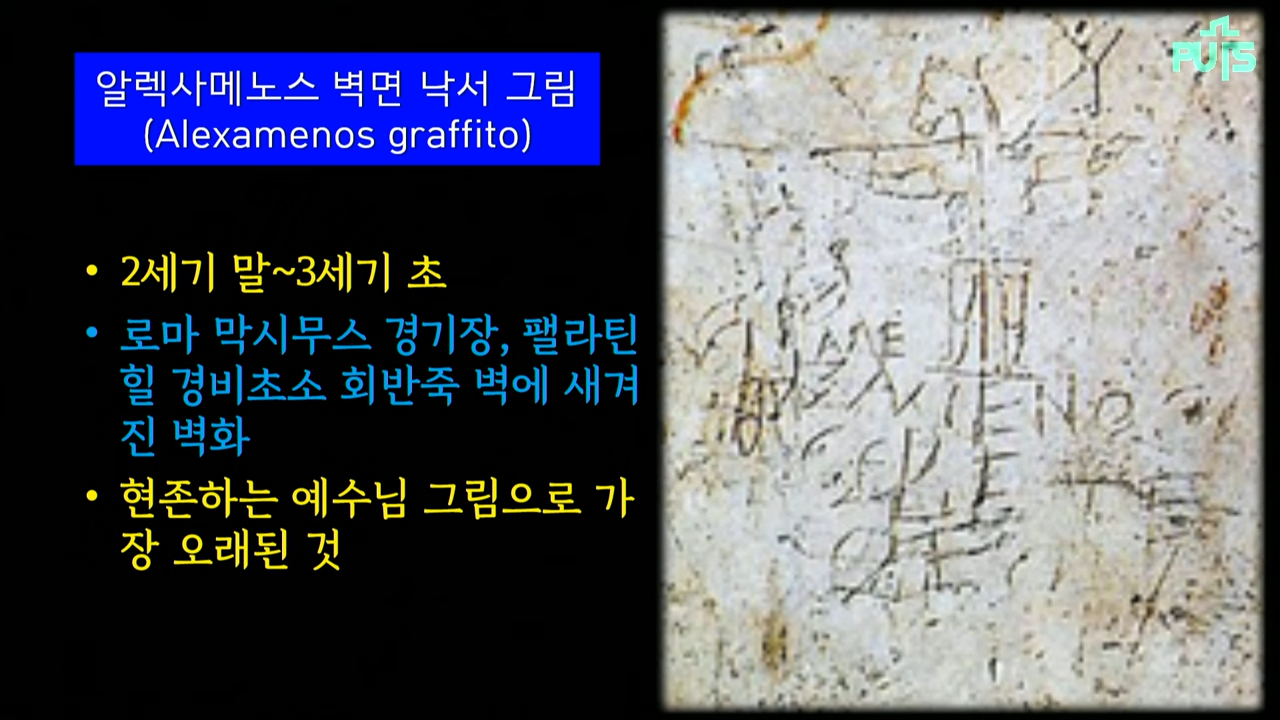 PUTS
알렉사메노스 벽면 낙서 그림
(Alexamenos graffito)
• 2세기 말~3세기 초
• 로마 막시무스 경기장, 팰라틴
힐 경비초소 회반죽 벽에 새겨
진 벽화
• 현존하는 예수님 그림으로 가
장 오래된 것